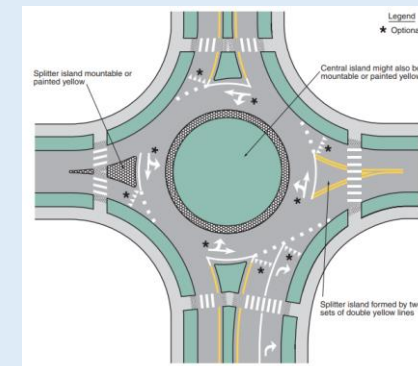 Legend
★ Optiona
Splitter island mountable or
painted yellow
Central island might also be
mountable or painted yellow
Splitter island formed by tw
sets of double yellow lines